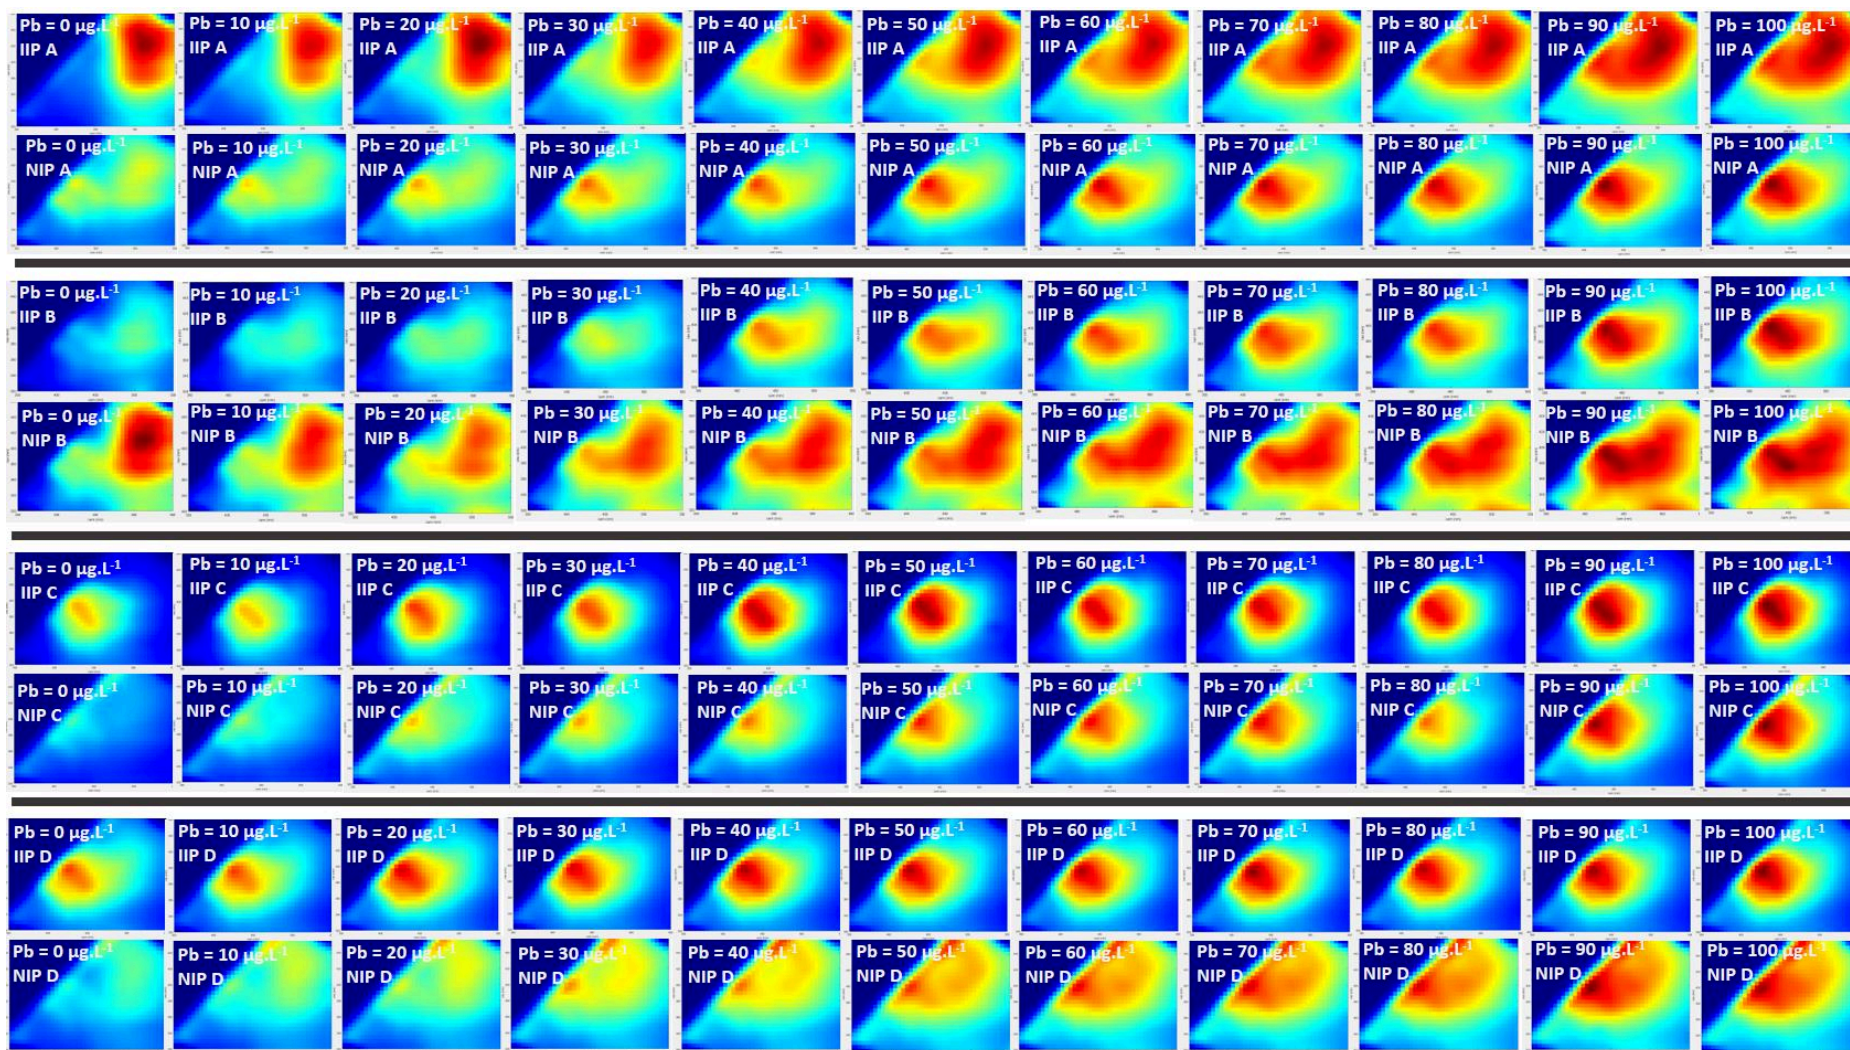 Pb = 0 µg.L⁻¹ Pb = 10 µg.L⁻¹ Pb = 20 µg.L⁻¹ Pb = 30 µg.L⁻¹ Pb = 40 µg.L⁻¹ Pb = 50 µg.L⁻¹ Pb = 60 µg.L⁻¹ Pb = 70 µg.L⁻¹ Pb = 80 µg.L⁻¹ Pb = 90 µg.L⁻¹ Pb = 100 µg.L⁻¹
IIP A IIP A IIP A IIP A IIP A IIP A IIP A IIP A IIP A IIP A IIP A
Pb = 0 µg.L⁻¹ Pb = 10 µg.L⁻¹ Pb = 20 µg.L⁻¹ Pb = 30 µg.L⁻¹ Pb = 40 µg.L⁻¹ Pb = 50 µg.L⁻¹ Pb = 60 µg.L⁻¹ Pb = 70 µg.L⁻¹ Pb = 80 µg.L⁻¹ Pb = 90 µg.L⁻¹ Pb = 100 µg.L⁻¹
NIP A NIP A NIP A NIP A NIP A NIP A NIP A NIP A NIP A NIP A NIP A
Pb = 0 µg.L⁻¹ Pb = 10 µg.L⁻¹ Pb = 20 µg.L⁻¹ Pb = 30 µg.L⁻¹ Pb = 40 µg.L⁻¹ Pb = 50 µg.L⁻¹ Pb = 60 µg.L⁻¹ Pb = 70 µg.L⁻¹ Pb = 80 µg.L⁻¹ Pb = 90 µg.L⁻¹ Pb = 100 µg.L⁻¹
IIP B IIP B IIP B IIP B IIP B IIP B IIP B IIP B IIP B IIP B IIP B
Pb = 0 µg.L⁻¹ Pb = 10 µg.L⁻¹ Pb = 20 µg.L⁻¹ Pb = 30 µg.L⁻¹ Pb = 40 µg.L⁻¹ Pb = 50 µg.L⁻¹ Pb = 60 µg.L⁻¹ Pb = 70 µg.L⁻¹ Pb = 80 µg.L⁻¹ Pb = 90 µg.L⁻¹ Pb = 100 µg.L⁻¹
NIP B NIP B NIP B NIP B NIP B NIP B NIP B NIP B NIP B NIP B NIP B
Pb = 0 µg.L⁻¹ Pb = 10 µg.L⁻¹ Pb = 20 µg.L⁻¹ Pb = 30 µg.L⁻¹ Pb = 40 µg.L⁻¹ Pb = 50 µg.L⁻¹ Pb = 60 µg.L⁻¹ Pb = 70 µg.L⁻¹ Pb = 80 µg.L⁻¹ Pb = 90 µg.L⁻¹ Pb = 100 µg.L⁻¹
IIP C IIP C IIP C IIP C IIP C IIP C IIP C IIP C IIP C IIP C IIP C
Pb = 0 µg.L⁻¹ Pb = 10 µg.L⁻¹ Pb = 20 µg.L⁻¹ Pb = 30 µg.L⁻¹ Pb = 40 µg.L⁻¹ Pb = 50 µg.L⁻¹ Pb = 60 µg.L⁻¹ Pb = 70 µg.L⁻¹ Pb = 80 µg.L⁻¹ Pb = 90 µg.L⁻¹ Pb = 100 µg.L⁻¹
NIP C NIP C NIP C NIP C NIP C NIP C NIP C NIP C NIP C NIP C NIP C
Pb = 0 µg.L⁻¹ Pb = 10 µg.L⁻¹ Pb = 20 µg.L⁻¹ Pb = 30 µg.L⁻¹ Pb = 40 µg.L⁻¹ Pb = 50 µg.L⁻¹ Pb = 60 µg.L⁻¹ Pb = 70 µg.L⁻¹ Pb = 80 µg.L⁻¹ Pb = 90 µg.L⁻¹ Pb = 100 µg.L⁻¹
IIP D IIP D IIP D IIP D IIP D IIP D IIP D IIP D IIP D IIP D IIP D
Pb = 0 µg.L⁻¹ Pb = 10 µg.L⁻¹ Pb = 20 µg.L⁻¹ Pb = 30 µg.L⁻¹ Pb = 40 µg.L⁻¹ Pb = 50 µg.L⁻¹ Pb = 60 µg.L⁻¹ Pb = 70 µg.L⁻¹ Pb = 80 µg.L⁻¹ Pb = 90 µg.L⁻¹ Pb = 100 µg.L⁻¹
NIP D NIP D NIP D NIP D NIP D NIP D NIP D NIP D NIP D NIP D NIP D